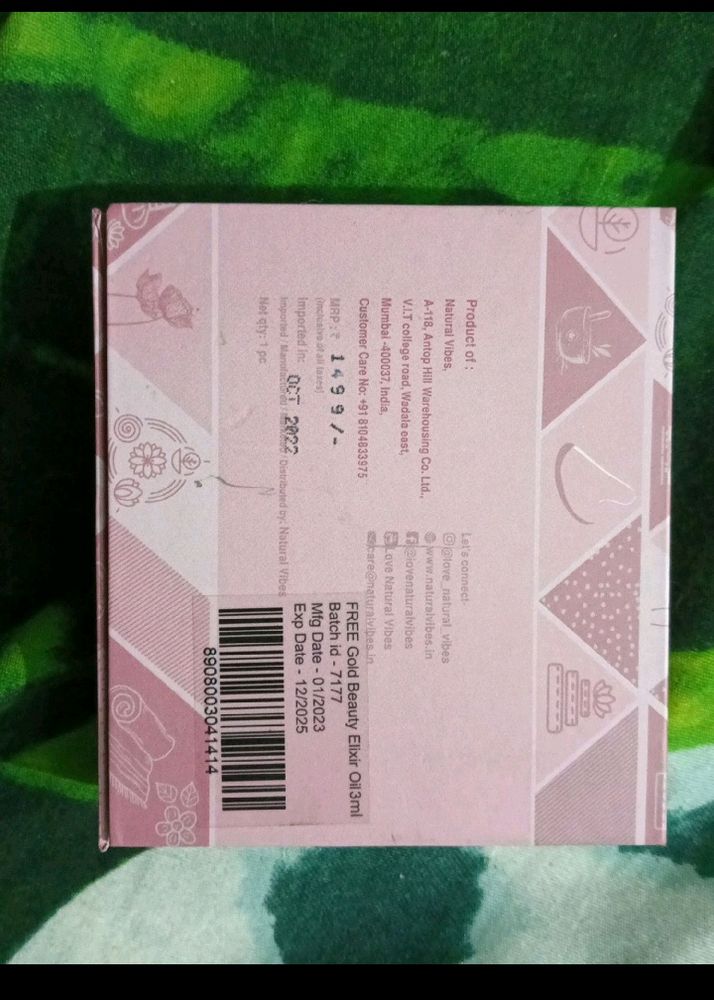 Product of :
Natural Vibes,
A-118, Antop Hill Warehousing Co. Ltd.,
V.I.T college road, Wadala east,
Mumbai -400037, India,
Customer Care No: +91 8104833975
MRP : ₹ 1499/-
(Inclusive of all taxes)
Imported in: OCT 2022
Imported / Manufactured / Distributed by: Natural Vibes
Net qty: 1 pc
Let's connect-
@love_natural_vibes
www.naturalvibes.in
@lovenaturalvibes
Love Natural Vibes
care@naturalvibes.in
FREE Gold Beauty Elixir Oil3ml
Batch id - 7177
Mfg Date - 01/2023
Exp Date - 12/2025
8908003041414